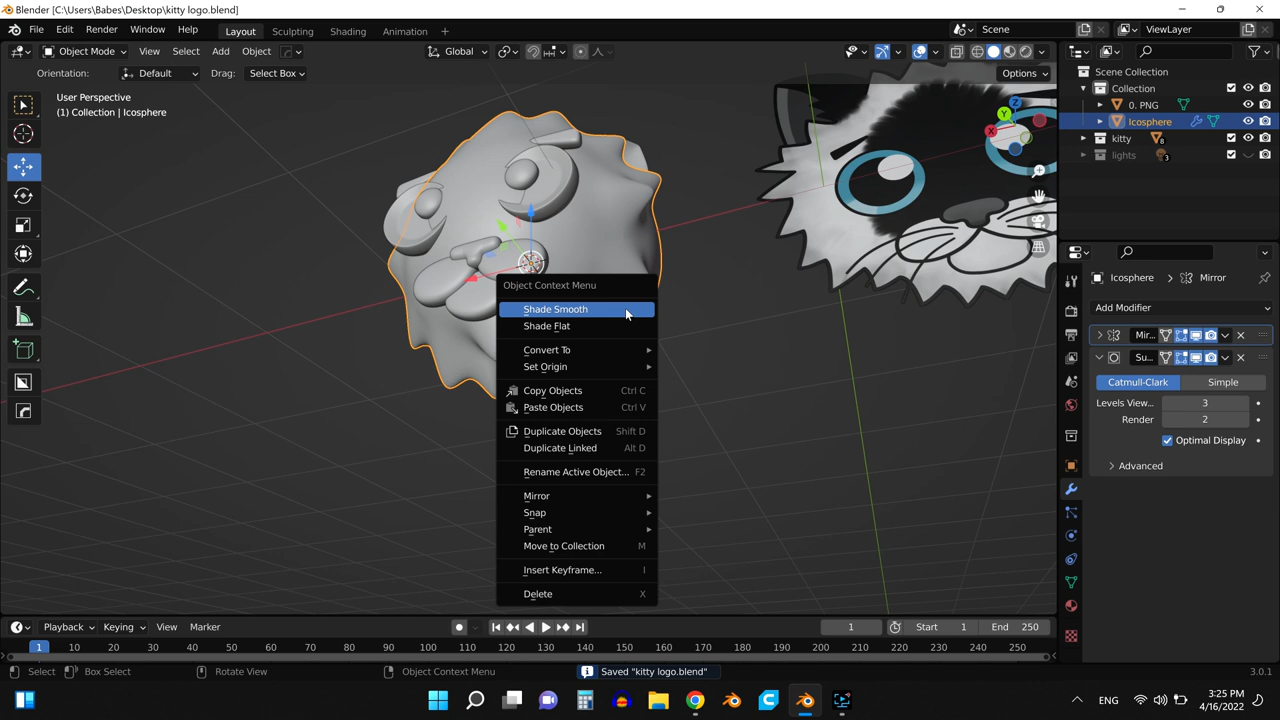 Blender [C:\Users\Babes\Desktop\kitty logo.blend]
File Edit Render Window Help Layout Sculpting Shading Animation + Scene ViewLayer
Object Mode View Select Add Object Global Options
Orientation: Default Drag: Select Box
User Perspective
(1) Collection | Icosphere
Scene Collection
Collection
0. PNG
Icosphere
kitty 8
lights 3
Z
Y
X
Icosphere > Mirror
Add Modifier
Mir...
Su...
Catmull-Clark Simple
Levels View... 3
Render 2
Optimal Display
Advanced
Object Context Menu
Shade Smooth
Shade Flat
Convert To
Set Origin
Copy Objects Ctrl C
Paste Objects Ctrl V
Duplicate Objects Shift D
Duplicate Linked Alt D
Rename Active Object... F2
Mirror
Snap
Parent
Move to Collection M
Insert Keyframe... I
Delete X
Playback Keying View Marker 1 Start 1 End 250
1 10 20 30 40 50 60 70 80 90 100 110 120 130 140 150 160 170 180 190 200 210 220 230 240 250
Select Box Select Rotate View Object Context Menu Saved "kitty logo.blend" 3.0.1
ENG 3:25 PM
4/16/2022